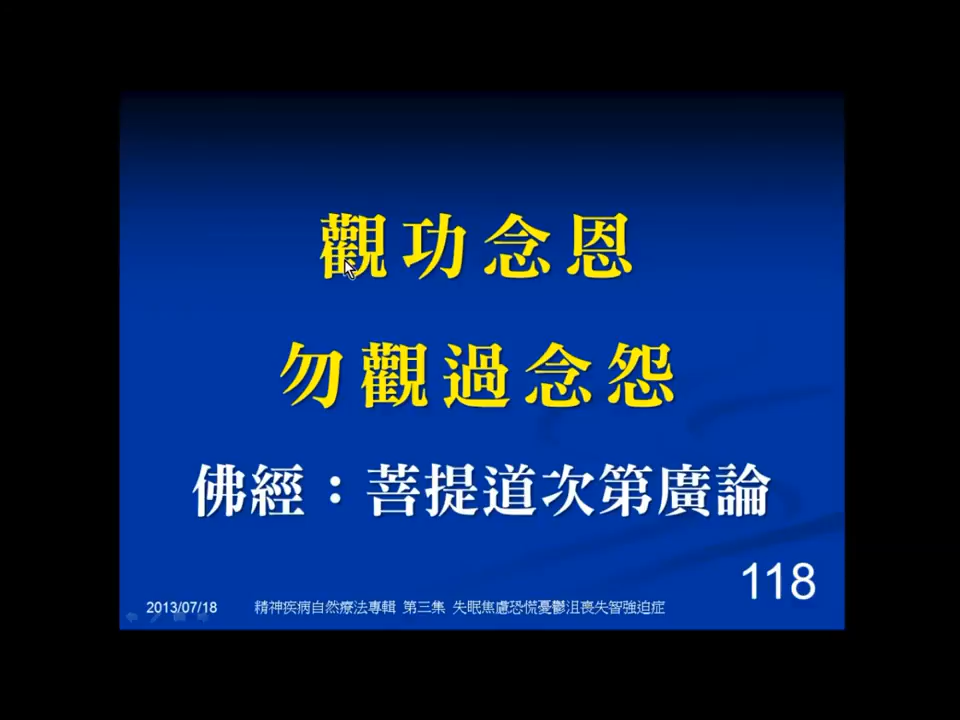 觀功念恩
勿觀過念怨
佛經：菩提道次第廣論
118
2013/07/18 精神疾病自然療法專輯 第三集 失眠焦慮恐慌憂鬱沮喪失智強迫症